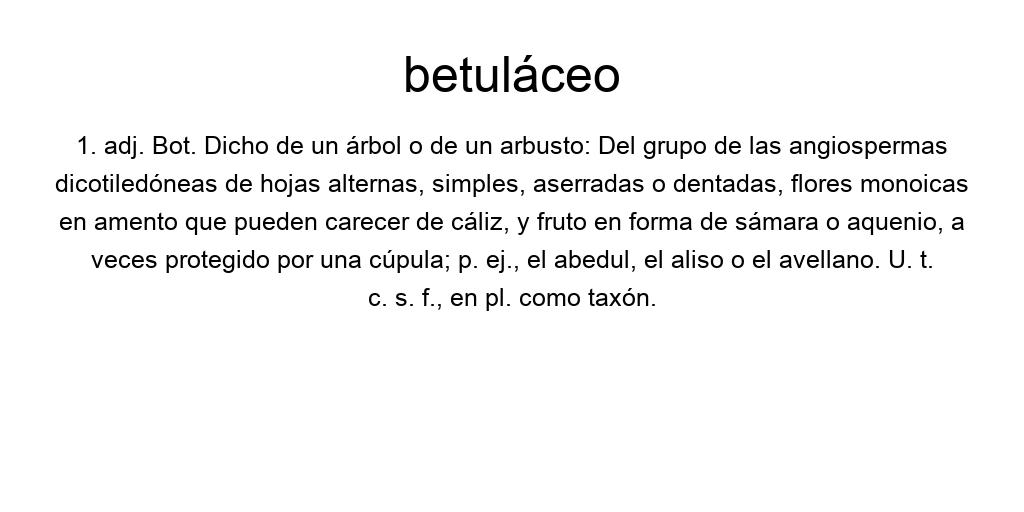 betuláceo
1. adj. Bot. Dicho de un árbol o de un arbusto: Del grupo de las angiospermas
dicotiledóneas de hojas alternas, simples, aserradas o dentadas, flores monoicas
en amento que pueden carecer de cáliz, y fruto en forma de sámara o aquenio, a
veces protegido por una cúpula; p. ej., el abedul, el aliso o el avellano. U. t.
c. s. f., en pl. como taxón.